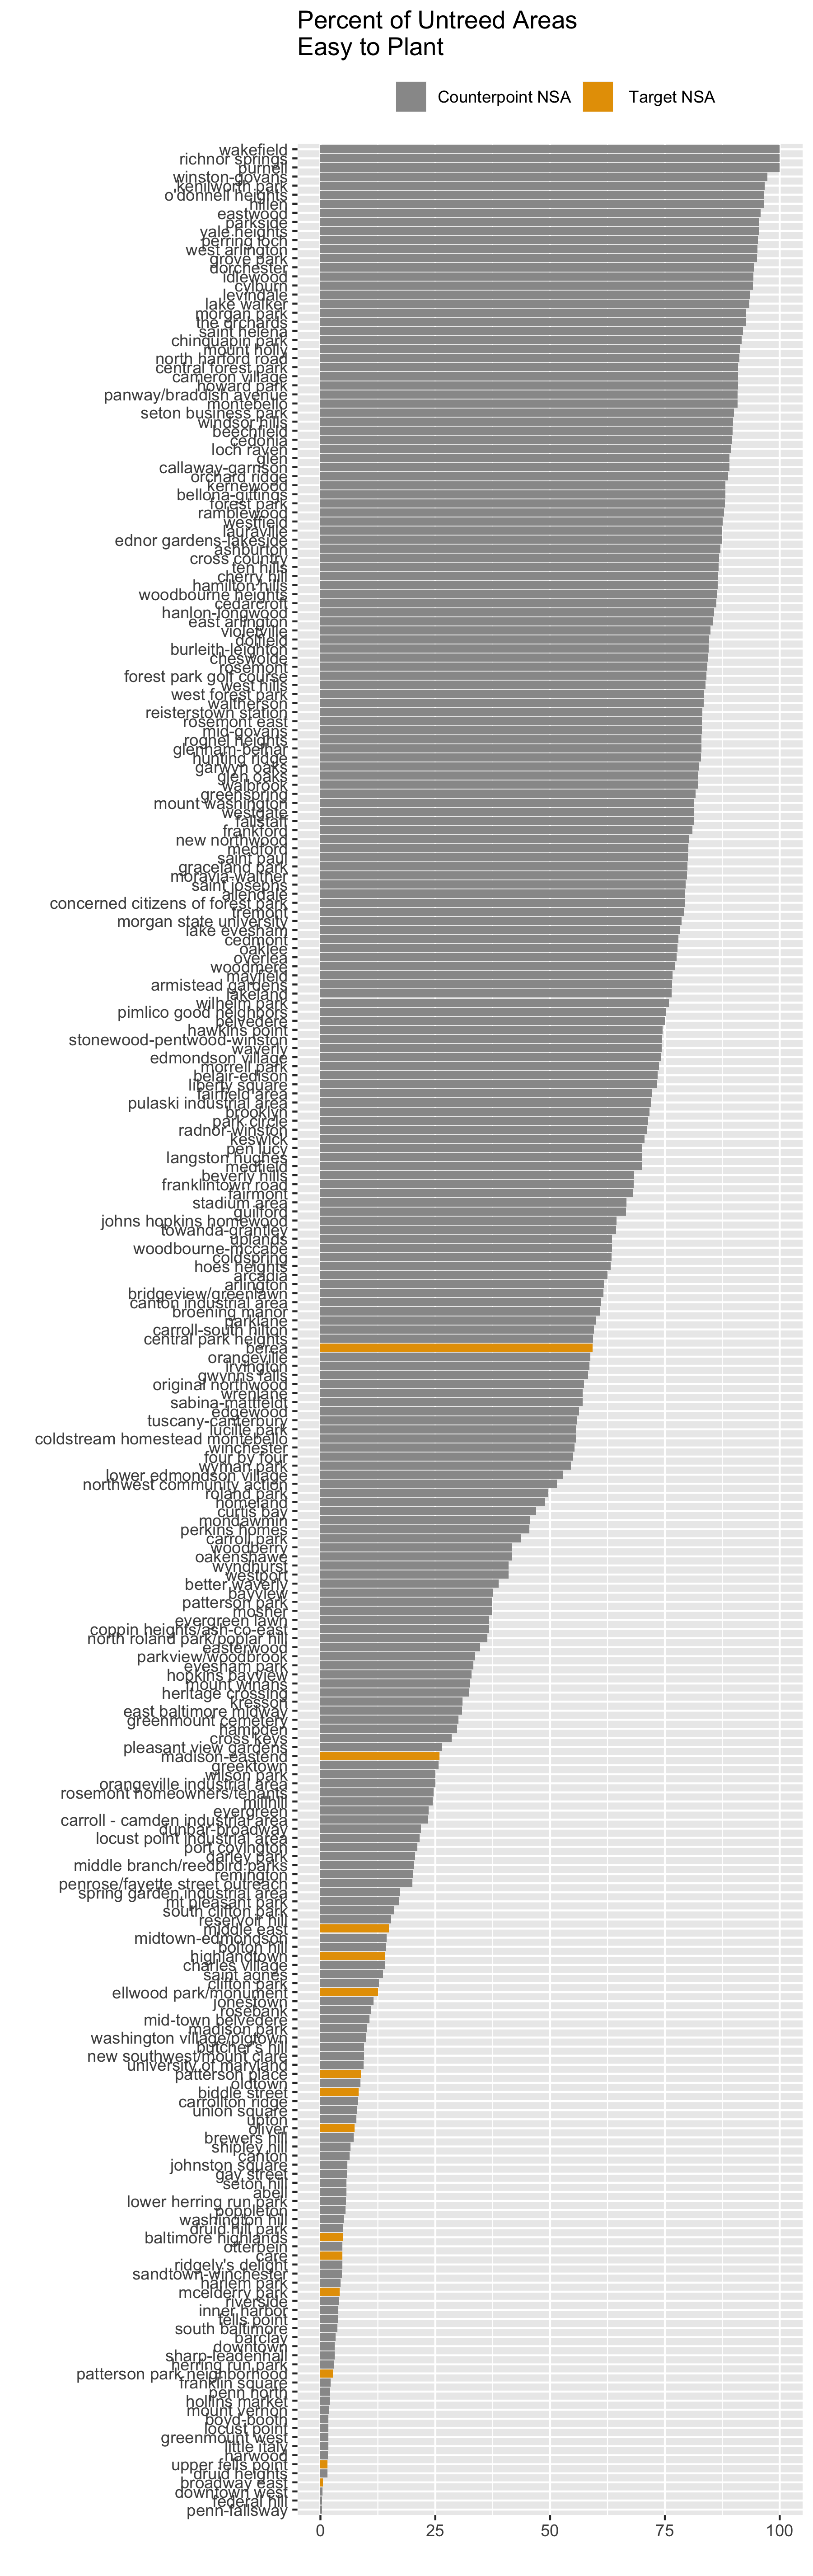 Percent of Untreed Areas
Easy to Plant
Counterpoint NSA
Target NSA
wakefield
richnor springs
purnell
winston-govans
kenilworth park
o'donnell heights
hillen
eastwood
parkside
yale heights
perring loch
west arlington
grove park
dorchester
idlewood
cylburn
levindale
lake walker
morgan park
the orchards
saint helena
chinquapin park
mount holly
north harford road
central forest park
cameron village
howard park
panway/braddish avenue
montebello
seton business park
windsor hills
beechfield
cedonia
loch raven
glen
callaway-garrison
orchard ridge
kernewood
bellona-gittings
forest park
ramblewood
westfield
lauraville
ednor gardens-lakeside
ashburton
cross country
ten hills
cherry hill
hamilton hills
woodbourne heights
cedarcroft
hanlon-longwood
east arlington
violetville
dolfield
burleith-leighton
cheswolde
rosemont
forest park golf course
west hills
west forest park
waltherson
reisterstown station
rosemont east
mid-govans
rognel heights
glenham-belhar
hunting ridge
garwyn oaks
glen oaks
walbrook
greenspring
mount washington
westgate
fallstaff
frankford
new northwood
medford
saint paul
graceland park
moravia-walther
saint josephs
allendale
concerned citizens of forest park
tremont
morgan state university
lake evesham
cedmont
oaklee
overlea
woodmere
mayfield
armistead gardens
lakeland
wilhelm park
pimlico good neighbors
belvedere
hawkins point
stonewood-pentwood-winston
waverly
edmondson village
morrell park
belair-edison
liberty square
fairfield area
pulaski industrial area
brooklyn
park circle
radnor-winston
keswick
pen lucy
langston hughes
medfield
beverly hills
franklintown road
fairmont
stadium area
guilford
johns hopkins homewood
towanda-grantley
uplands
woodbourne-mccabe
coldspring
hoes heights
arcadia
arlington
bridgeview/greenlawn
canton industrial area
broening manor
parklane
carroll-south hilton
central park heights
berea
orangeville
irvington
gwynns falls
original northwood
wrenlane
sabina-mattfeldt
edgewood
tuscany-canterbury
lucille park
coldstream homestead montebello
winchester
four by four
wyman park
lower edmondson village
northwest community action
roland park
homeland
curtis bay
mondawmin
perkins homes
carroll park
woodberry
oakenshawe
wyndhurst
westport
better waverly
bayview
patterson park
mosher
evergreen lawn
coppin heights/ash-co-east
north roland park/poplar hill
easterwood
parkview/woodbrook
evesham park
hopkins bayview
mount winans
heritage crossing
kresson
east baltimore midway
greenmount cemetery
hampden
cross keys
pleasant view gardens
madison-eastend
greektown
wilson park
orangeville industrial area
rosemont homeowners/tenants
millhill
evergreen
carroll - camden industrial area
dunbar-broadway
locust point industrial area
port covington
darley park
middle branch/reedbird parks
remington
penrose/fayette street outreach
spring garden industrial area
mt pleasant park
south clifton park
reservoir hill
middle east
midtown-edmondson
bolton hill
highlandtown
charles village
saint agnes
clifton park
ellwood park/monument
jonestown
rosebank
mid-town belvedere
madison park
washington village/pigtown
butcher's hill
new southwest/mount clare
university of maryland
patterson place
oldtown
biddle street
carrollton ridge
union square
upton
oliver
brewers hill
shipley hill
canton
johnston square
gay street
seton hill
abell
lower herring run park
poppleton
washington hill
druid hill park
baltimore highlands
otterbein
care
ridgely's delight
sandtown-winchester
harlem park
mcelderry park
riverside
inner harbor
fells point
south baltimore
barclay
downtown
sharp-leadenhall
herring run park
patterson park neighborhood
franklin square
penn north
hollins market
mount vernon
boyd-booth
locust point
greenmount west
little italy
harwood
upper fells point
druid heights
broadway east
downtown west
federal hill
penn-fallsway
0
25
50
75
100